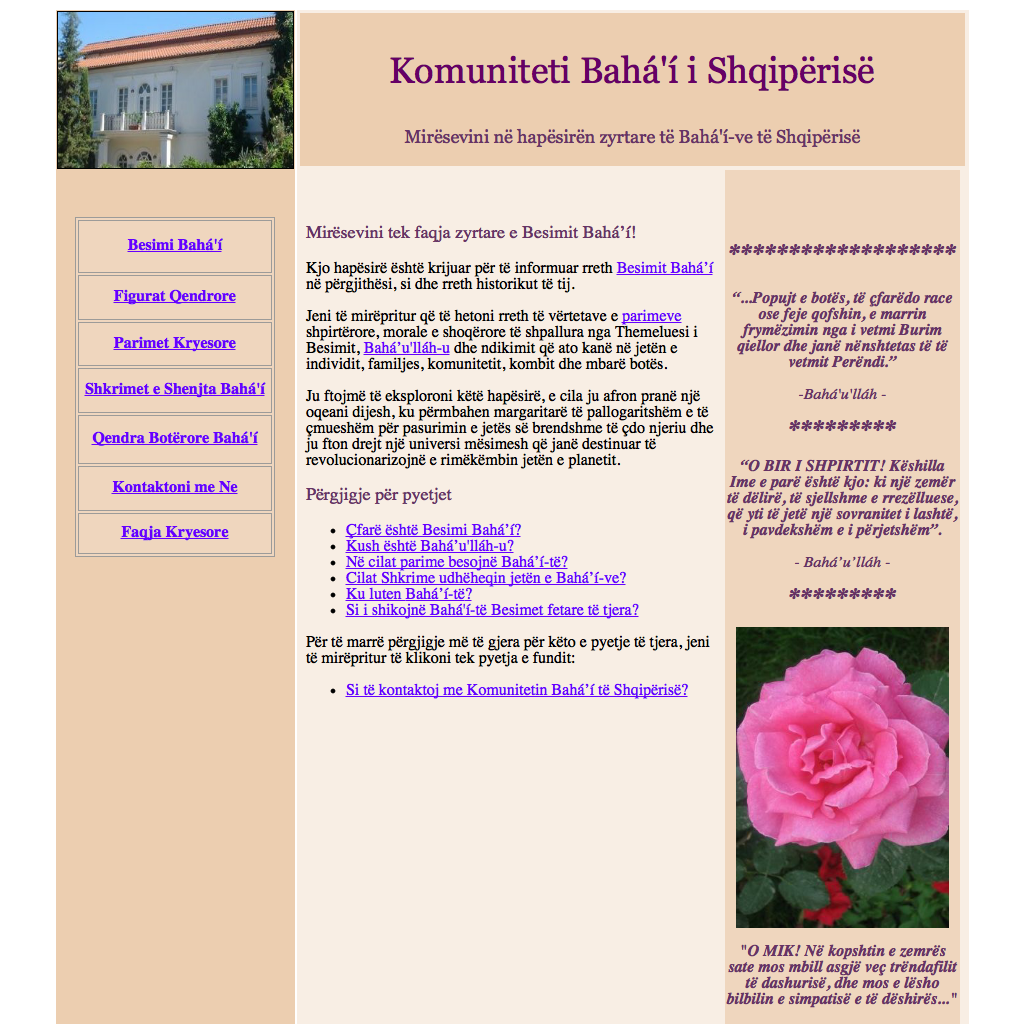 Komuniteti Bahá'í i Shqipërisë
Mirësevini në hapësirën zyrtare të Bahá'í-ve të Shqipërisë
Besimi Bahá'í
Figurat Qendrore
Parimet Kryesore
Shkrimet e Shenjta Bahá'í
Qendra Botërore Bahá'í
Kontaktoni me Ne
Faqja Kryesore
Mirësevini tek faqja zyrtare e Besimit Bahá’í!
Kjo hapësirë është krijuar për të informuar rreth Besimit Bahá’í
në përgjithësi, si dhe rreth historikut të tij.
Jeni të mirëpritur që të hetoni rreth të vërtetave e parimeve
shpirtërore, morale e shoqërore të shpallura nga Themeluesi i
Besimit, Bahá’u'lláh-u dhe ndikimit që ato kanë në jetën e
individit, familjes, komunitetit, kombit dhe mbarë botës.
Ju ftojmë të eksploroni këtë hapësirë, e cila ju afron pranë një
oqeani dijesh, ku përmbahen margaritarë të pallogaritshëm e të
çmueshëm për pasurimin e jetës së brendshme të çdo njeriu dhe
ju fton drejt një universi mësimesh që janë destinuar të
revolucionarizojnë e rimëkëmbin jetën e planetit.
Përgjigje për pyetjet
• Çfarë është Besimi Bahá’í?
• Kush është Bahá’u'lláh-u?
• Në cilat parime besojnë Bahá’í-të?
• Cilat Shkrime udhëheqin jetën e Bahá’í-ve?
• Ku luten Bahá’í-të?
• Si i shikojnë Bahá'í-të Besimet fetare të tjera?
Për të marrë përgjigje më të gjera për këto e pyetje të tjera, jeni
të mirëpritur të klikoni tek pyetja e fundit:
• Si të kontaktoj me Komunitetin Bahá’í të Shqipërisë?
*******************
“...Popujt e botës, të çfarëdo race
ose feje qofshin, e marrin
frymëzimin nga i vetmi Burim
qiellor dhe janë nënshtetas të të
vetmit Perëndi.”
-Bahá'u'lláh -
*********
“O BIR I SHPIRTIT! Këshilla
Ime e parë është kjo: ki një zemër
të dëlirë, të sjellshme e rrezëlluese,
që yti të jetë një sovranitet i lashtë,
i pavdekshëm e i përjetshëm”.
- Bahá’u’lláh -
*********
"O MIK! Në kopshtin e zemrës
sate mos mbill asgjë veç trëndafilit
të dashurisë, dhe mos e lësho
bilbilin e simpatisë e të dëshirës..."